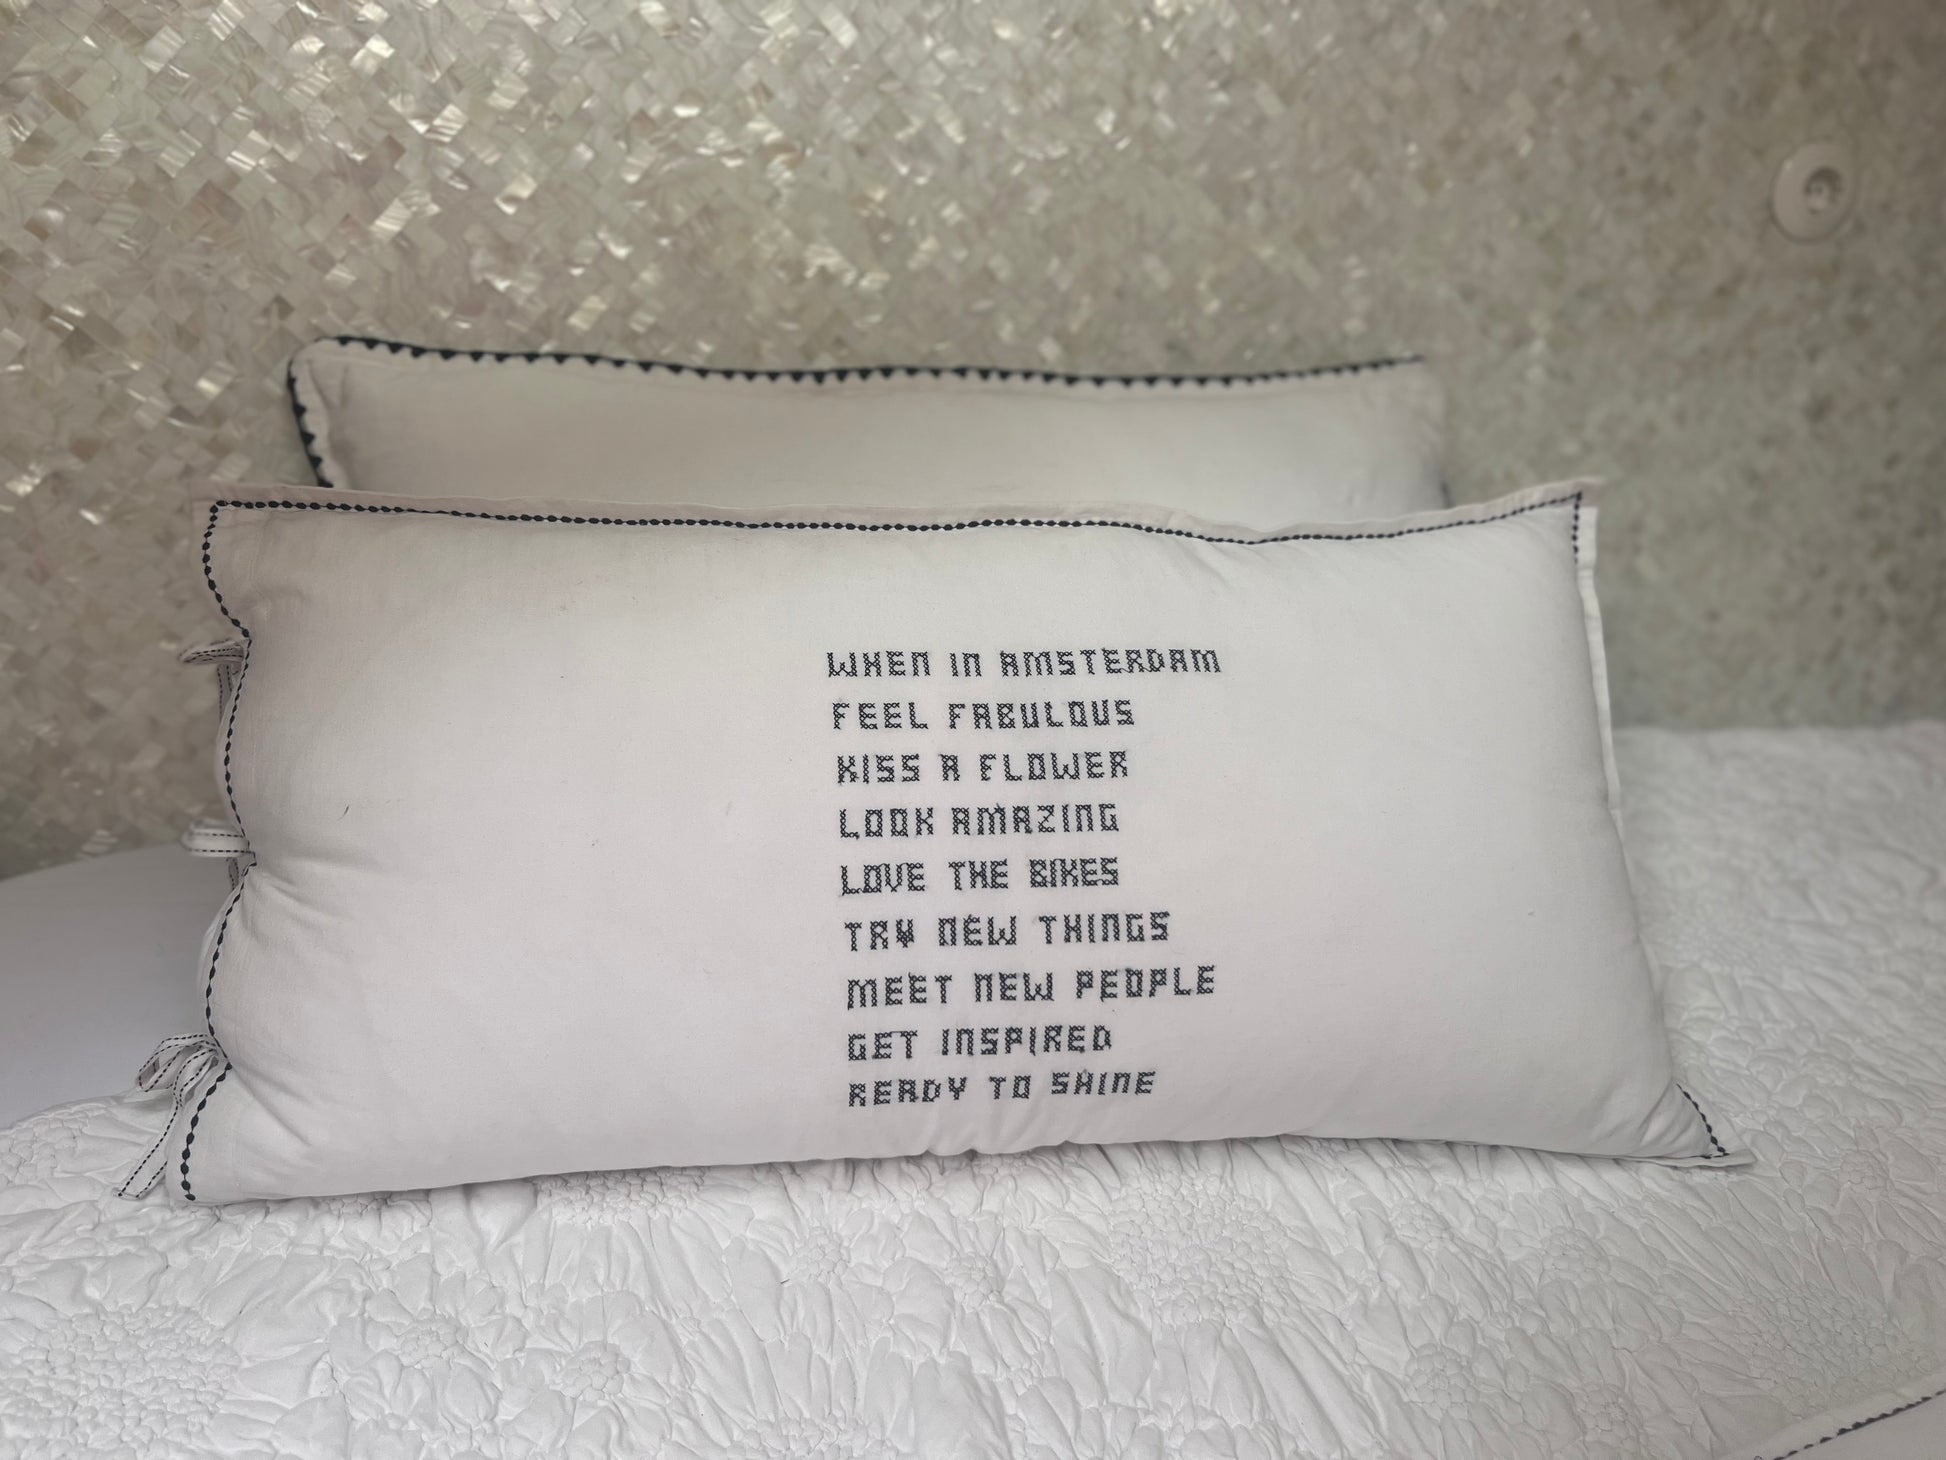 WHEN IN AMSTERDAM
FEEL FABULOUS
KISS A FLOWER
LOOK AMAZING
LOVE THE BIKES
TRY NEW THINGS
MEET NEW PEOPLE
GET INSPIRED
READY TO SHINE